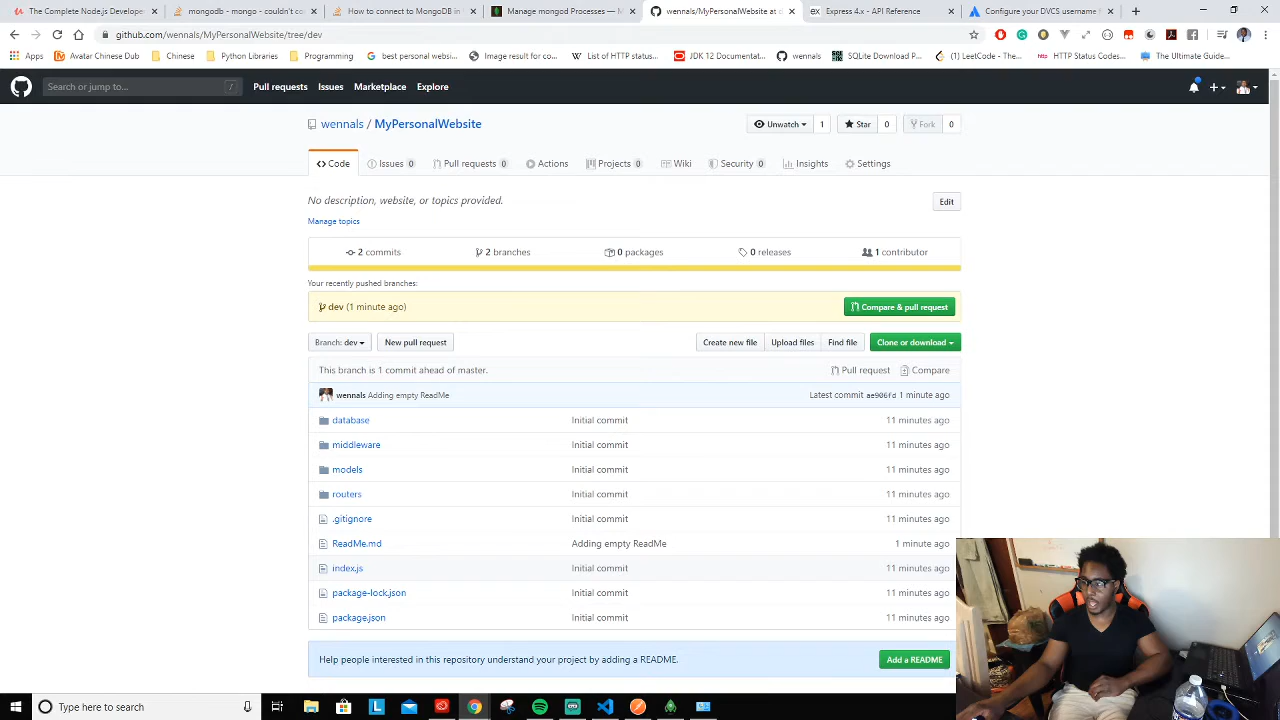 The Complete Node.js Develope
mongodb - mongo - couldn't co
How to connect to MongoDB in
Manage mongod Processes — M
wennals/MyPersonalWebsite at d
Express 4.x - API Reference
Configure your DVCS username f
github.com/wennals/MyPersonalWebsite/tree/dev
Apps
Avatar Chinese Dub
Chinese
Python Libraries
Programming
best personal websi...
Image result for co...
List of HTTP status...
JDK 12 Documentat...
wennals
SQLite Download P...
(1) LeetCode - The...
HTTP Status Codes...
The Ultimate Guide...
Search or jump to...
/
Pull requests
Issues
Marketplace
Explore
wennals / MyPersonalWebsite
Unwatch 1
Star 0
Fork 0
Code
Issues 0
Pull requests 0
Actions
Projects 0
Wiki
Security 0
Insights
Settings
No description, website, or topics provided.
Edit
Manage topics
2 commits
2 branches
0 packages
0 releases
1 contributor
Your recently pushed branches:
dev (1 minute ago)
Compare & pull request
Branch: dev
New pull request
Create new file
Upload files
Find file
Clone or download
This branch is 1 commit ahead of master.
Pull request
Compare
wennals Adding empty ReadMe
Latest commit ae906fd 1 minute ago
database Initial commit 11 minutes ago
middleware Initial commit 11 minutes ago
models Initial commit 11 minutes ago
routers Initial commit 11 minutes ago
.gitignore Initial commit 11 minutes ago
ReadMe.md Adding empty ReadMe 1 minute ago
index.js Initial commit 11 minutes ago
package-lock.json Initial commit 11 minutes ago
package.json Initial commit 11 minutes ago
Help people interested in this repository understand your project by adding a README.
Add a README
Type here to search